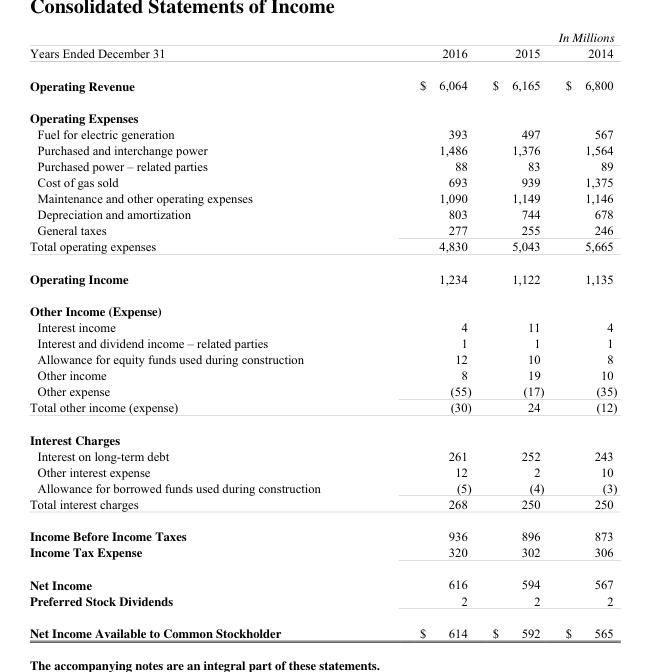 Consolidated Statements of Income
In Millions
Years Ended December 31 2016 2015 2014
Operating Revenue $ 6,064 $ 6,165 $ 6,800
Operating Expenses
Fuel for electric generation 393 497 567
Purchased and interchange power 1,486 1,376 1,564
Purchased power – related parties 88 83 89
Cost of gas sold 693 939 1,375
Maintenance and other operating expenses 1,090 1,149 1,146
Depreciation and amortization 803 744 678
General taxes 277 255 246
Total operating expenses 4,830 5,043 5,665
Operating Income 1,234 1,122 1,135
Other Income (Expense)
Interest income 4 11 4
Interest and dividend income – related parties 1 1 1
Allowance for equity funds used during construction 12 10 8
Other income 8 19 10
Other expense (55) (17) (35)
Total other income (expense) (30) 24 (12)
Interest Charges
Interest on long-term debt 261 252 243
Other interest expense 12 2 10
Allowance for borrowed funds used during construction (5) (4) (3)
Total interest charges 268 250 250
Income Before Income Taxes 936 896 873
Income Tax Expense 320 302 306
Net Income 616 594 567
Preferred Stock Dividends 2 2 2
Net Income Available to Common Stockholder $ 614 $ 592 $ 565
The accompanying notes are an integral part of these statements.